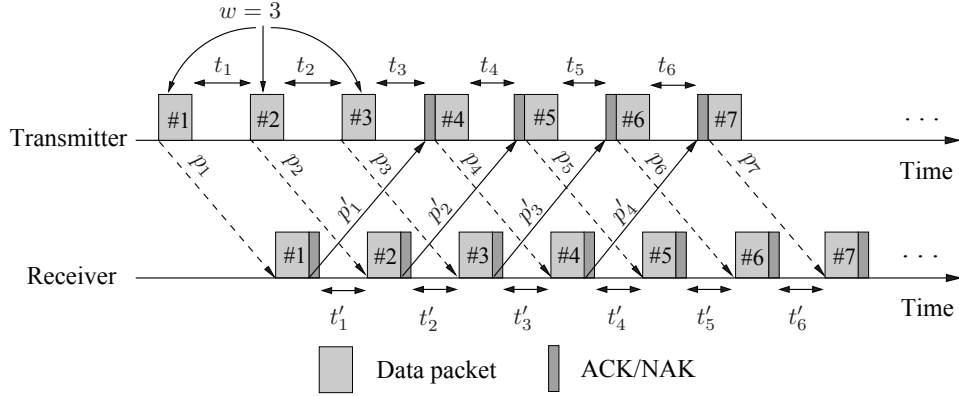 w = 3
t₁ t₂ t₃ t₄ t₅ t₆
#1 #2 #3 #4 #5 #6 #7 . . .
Transmitter
Time
p₁ p₂ p₃ p₄ p₅ p₆ p₇
p′₁ p′₂ p′₃ p′₄
#1 #2 #3 #4 #5 #6 #7 . . .
Receiver
Time
t′₁ t′₂ t′₃ t′₄ t′₅ t′₆
Data packet ACK/NAK